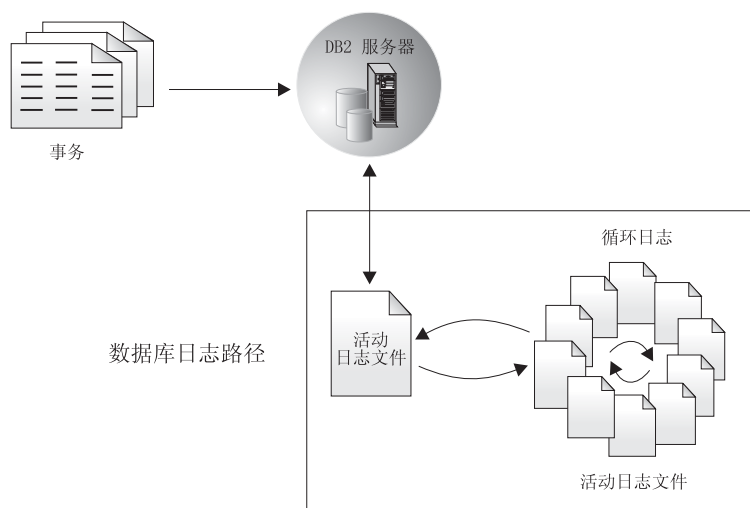 DB2 服务器
事务
循环日志
活动
日志文件
数据库日志路径
活动日志文件